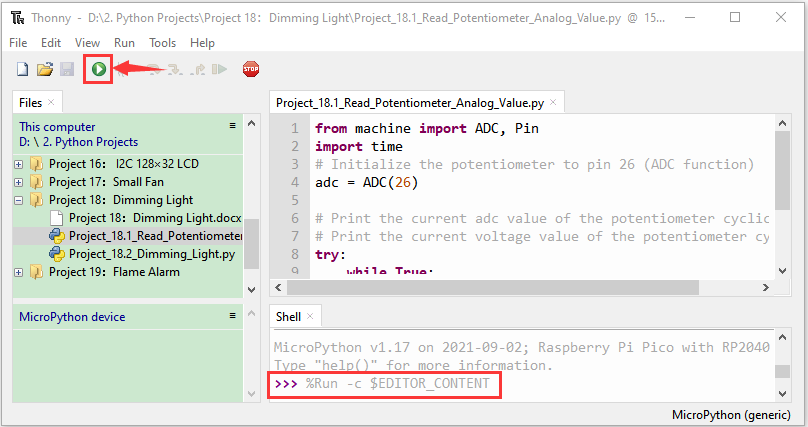 Thonny - D:\2. Python Projects\Project 18：Dimming Light\Project_18.1_Read_Potentiometer_Analog_Value.py @ 15...
File Edit View Run Tools Help
STOP
Files ×
This computer
D: \ 2. Python Projects
Project 16： I2C 128×32 LCD
Project 17：Small Fan
Project 18：Dimming Light
Project 18：Dimming Light.docx
Project_18.1_Read_Potentiometer
Project_18.2_Dimming_Light.py
Project 19：Flame Alarm
MicroPython device
Project_18.1_Read_Potentiometer_Analog_Value.py ×
1 from machine import ADC, Pin
2 import time
3 # Initialize the potentiometer to pin 26 (ADC function)
4 adc = ADC(26)
5
6 # Print the current adc value of the potentiometer cyclic
7 # Print the current voltage value of the potentiometer cy
8 try:
9 while True:
Shell ×
MicroPython v1.17 on 2021-09-02; Raspberry Pi Pico with RP2040
Type "help()" for more information.
>>> %Run -c $EDITOR_CONTENT
MicroPython (generic)